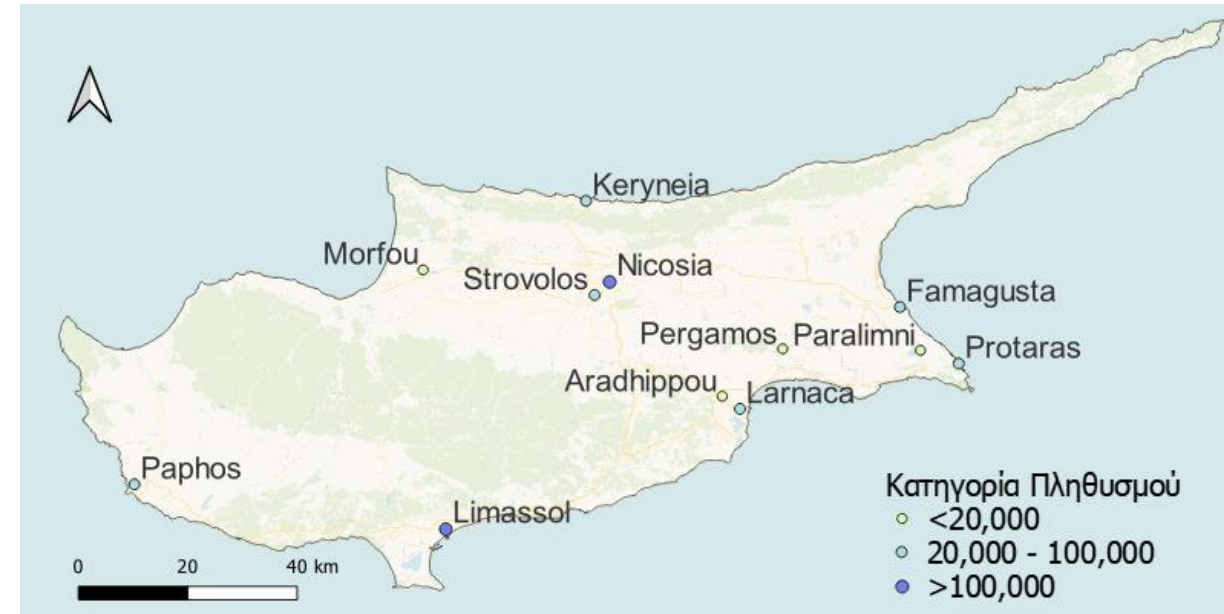 Keryneia
Morfou
Nicosia
Strovolos
Famagusta
Pergamos
Paralimni
Protaras
Aradhippou
Larnaca
Paphos
Limassol
Κατηγορία Πληθυσμού
<20,000
20,000 - 100,000
>100,000
0 20 40 km